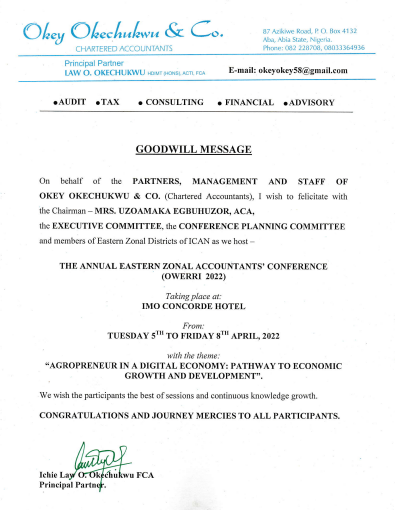 Okey Okechukwu & Co.
CHARTERED ACCOUNTANTS
87 Azikiwe Road, P. O. Box 4132
Aba, Abia State, Nigeria.
Phone: 082 228708, 08033364936
Principal Partner
LAW O. OKECHUKWU HDIMT (HONS), ACTI, FCA
E-mail: okeyokey58@gmail.com
●AUDIT ●TAX ● CONSULTING ● FINANCIAL ●ADVISORY
GOODWILL MESSAGE
On behalf of the PARTNERS, MANAGEMENT AND STAFF OF
OKEY OKECHUKWU & CO. (Chartered Accountants), I wish to felicitate with
the Chairman – MRS. UZOAMAKA EGBUHUZOR, ACA,
the EXECUTIVE COMMITTEE, the CONFERENCE PLANNING COMMITTEE
and members of Eastern Zonal Districts of ICAN as we host –
THE ANNUAL EASTERN ZONAL ACCOUNTANTS' CONFERENCE
(OWERRI 2022)
Taking place at:
IMO CONCORDE HOTEL
From:
TUESDAY 5TH TO FRIDAY 8TH APRIL, 2022
with the theme:
“AGROPRENEUR IN A DIGITAL ECONOMY: PATHWAY TO ECONOMIC
GROWTH AND DEVELOPMENT”.
We wish the participants the best of sessions and continuous knowledge growth.
CONGRATULATIONS AND JOURNEY MERCIES TO ALL PARTICIPANTS.
Ichie Law O. Okechukwu FCA
Principal Partner.